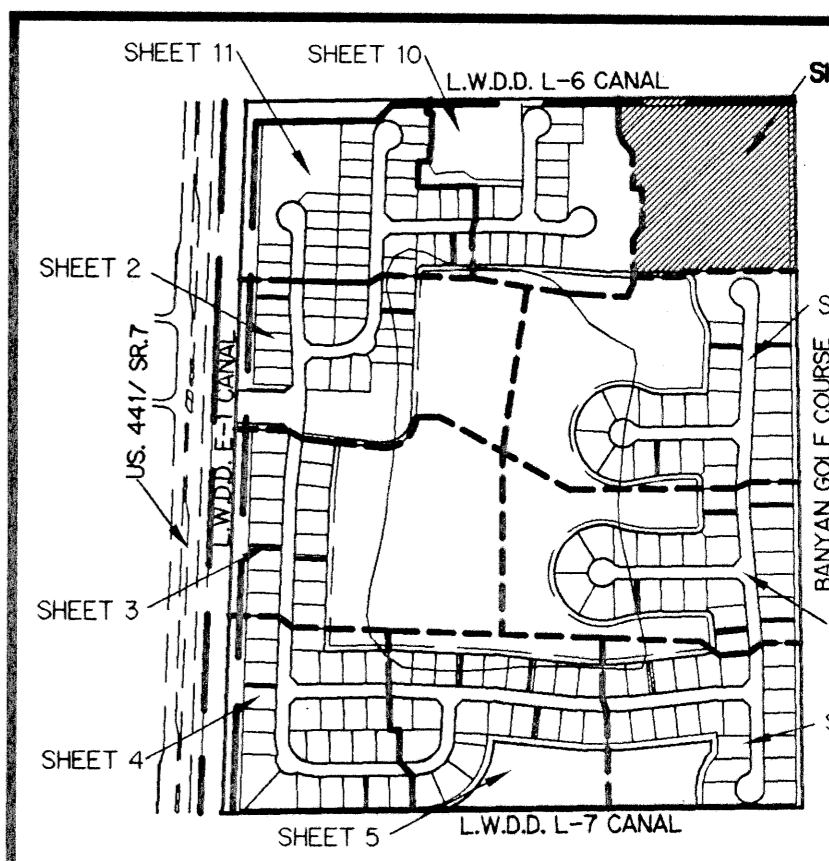 SHEET 11
SHEET 10
L.W.D.D. L-6 CANAL
SHEET 2
US. 441/ SR.7
L.W.D.D. E-1 CANAL
BANYAN GOLF COURSE
SHEET 3
SHEET 4
SHEET 5
L.W.D.D. L-7 CANAL